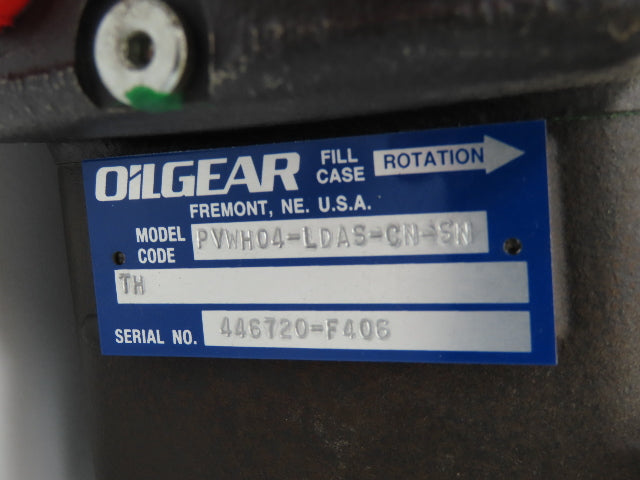 OILGEAR
FILL CASE
ROTATION
FREMONT, NE. U.S.A.
MODEL CODE PVWH04-LDAS-CN-SN
TH
SERIAL NO. 446720-F406